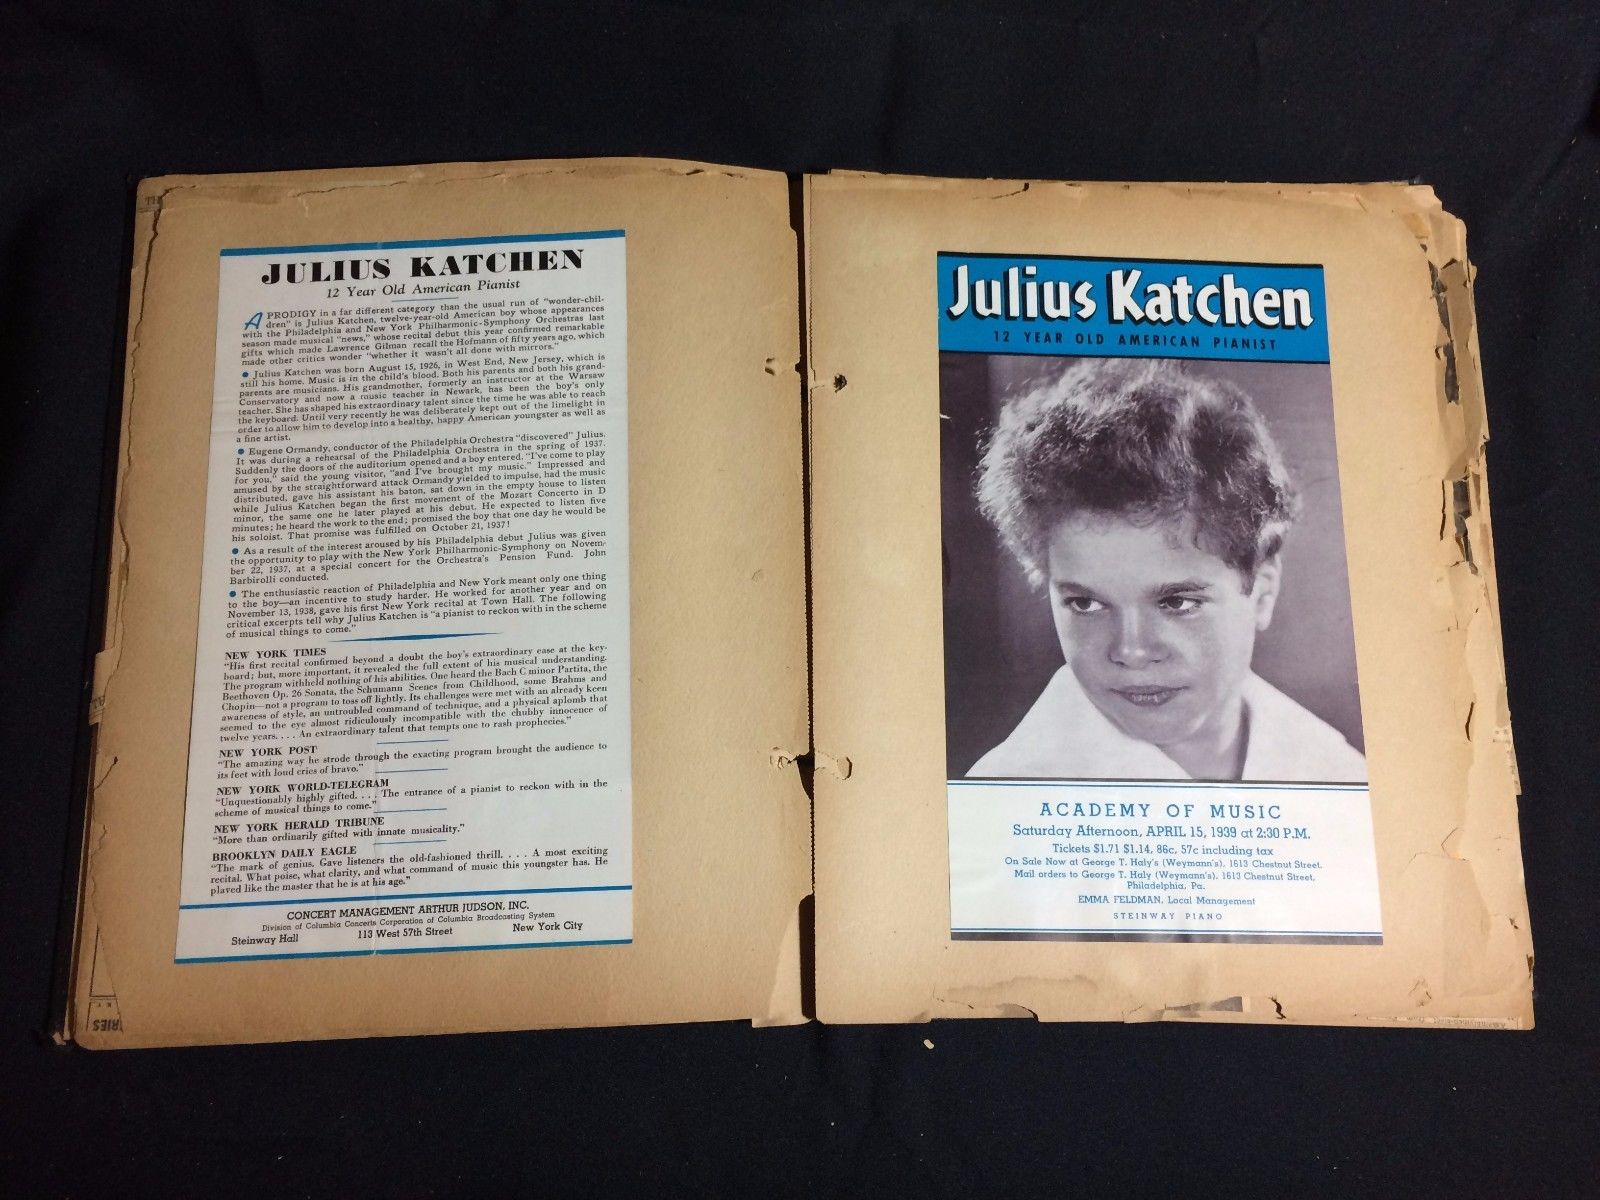 TH
JULIUS KATCHEN
12 Year Old American Pianist
A PRODIGY in a far different category than the usual run of "wonder-chil-
dren" is Julius Katchen, twelve-year-old American boy whose appearances
with the Philadelphia and New York Philharmonic-Symphony Orchestras last
season made musical "news," whose recital debut this year confirmed remarkable
gifts which made Lawrence Gilman recall the Hofmann of fifty years ago, which
made other critics wonder "whether it wasn't all done with mirrors."
• Julius Katchen was born August 15, 1926, in West End, New Jersey, which is
still his home. Music is in the child's blood. Both his parents and both his grand-
parents are musicians. His grandmother, formerly an instructor at the Warsaw
Conservatory and now a music teacher in Newark, has been the boy's only
teacher. She has shaped his extraordinary talent since the time he was able to reach
the keyboard. Until very recently he was deliberately kept out of the limelight in
order to allow him to develop into a healthy, happy American youngster as well as
a fine artist.
• Eugene Ormandy, conductor of the Philadelphia Orchestra "discovered" Julius.
It was during a rehearsal of the Philadelphia Orchestra in the spring of 1937.
Suddenly the doors of the auditorium opened and a boy entered. "I've come to play
for you," said the young visitor, "and I've brought my music." Impressed and
amused by the straightforward attack Ormandy yielded to impulse, had the music
distributed, gave his assistant his baton, sat down in the empty house to listen
while Julius Katchen began the first movement of the Mozart Concerto in D
minor, the same one he later played at his debut. He expected to listen five
minutes; he heard the work to the end; promised the boy that one day he would be
his soloist. That promise was fulfilled on October 21, 1937!
• As a result of the interest aroused by his Philadelphia debut Julius was given
the opportunity to play with the New York Philharmonic-Symphony on Novem-
ber 22, 1937, at a special concert for the Orchestra's Pension Fund. John
Barbirolli conducted.
• The enthusiastic reaction of Philadelphia and New York meant only one thing
to the boy—an incentive to study harder. He worked for another year and on
November 13, 1938, gave his first New York recital at Town Hall. The following
critical excerpts tell why Julius Katchen is "a pianist to reckon with in the scheme
of musical things to come."
NEW YORK TIMES
"His first recital confirmed beyond a doubt the boy's extraordinary ease at the key-
board; but, more important, it revealed the full extent of his musical understanding.
The program withheld nothing of his abilities. One heard the Bach C minor Partita, the
Beethoven Op. 26 Sonata, the Schumann Scenes from Childhood, some Brahms and
Chopin—not a program to toss off lightly. Its challenges were met with an already keen
awareness of style, an untroubled command of technique, and a physical aplomb that
seemed to the eye almost ridiculously incompatible with the chubby innocence of
twelve years. . . . An extraordinary talent that tempts one to rash prophecies."
NEW YORK POST
"The amazing way he strode through the exacting program brought the audience to
its feet with loud cries of bravo."
NEW YORK WORLD-TELEGRAM
"Unquestionably highly gifted. . . . The entrance of a pianist to reckon with in the
scheme of musical things to come."
NEW YORK HERALD TRIBUNE
"More than ordinarily gifted with innate musicality."
BROOKLYN DAILY EAGLE
"The mark of genius. Gave listeners the old-fashioned thrill. . . . A most exciting
recital. What poise, what clarity, and what command of music this youngster has. He
played like the master that he is at his age."
CONCERT MANAGEMENT ARTHUR JUDSON, INC.
Division of Columbia Concerts Corporation of Columbia Broadcasting System
Steinway Hall 113 West 57th Street New York City
RIES
Julius Katchen
12 YEAR OLD AMERICAN PIANIST
ACADEMY OF MUSIC
Saturday Afternoon, APRIL 15, 1939 at 2:30 P.M.
Tickets $1.71 $1.14, 86c, 57c including tax
On Sale Now at George T. Haly's (Weymann's), 1613 Chestnut Street.
Mail orders to George T. Haly (Weymann's), 1613 Chestnut Street,
Philadelphia, Pa.
EMMA FELDMAN, Local Management
STEINWAY PIANO